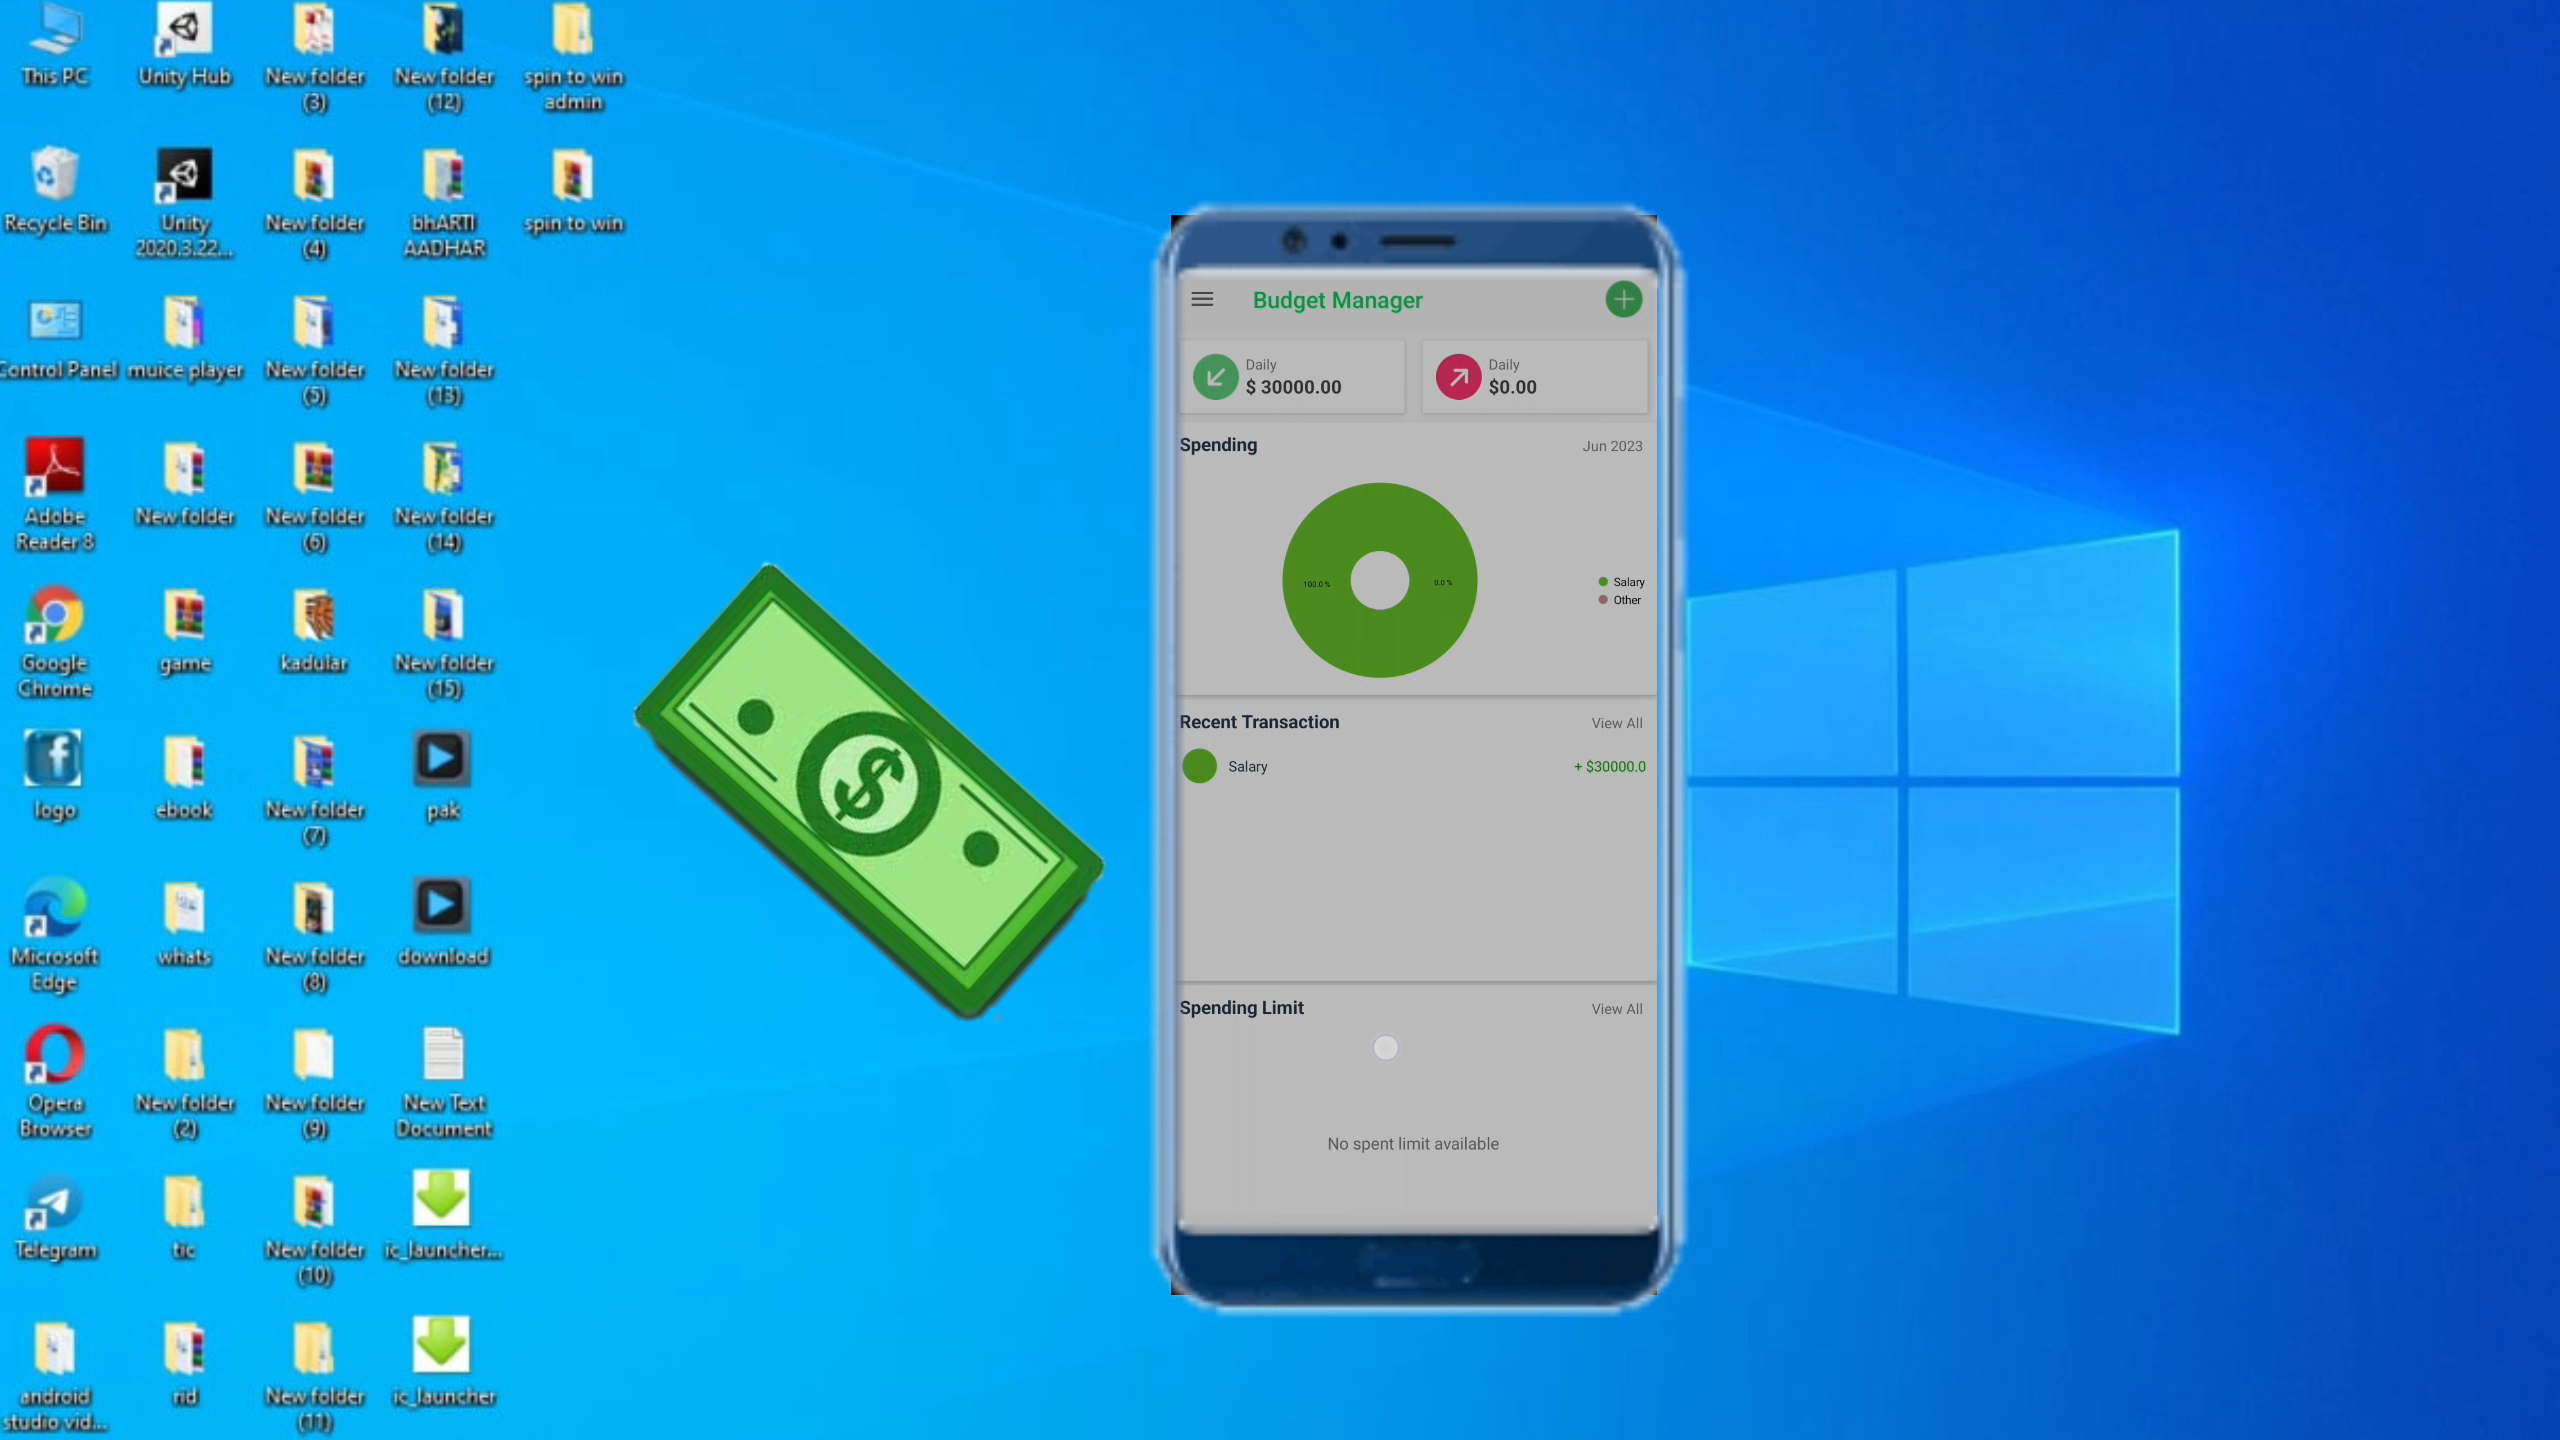 This PC
Unity Hub
New folder
(3)
New folder
(12)
spin to win
admin
Recycle Bin
Unity
2020.3.22...
New folder
(4)
bhARTI
AADHAR
spin to win
Control Panel
muice player
New folder
(5)
New folder
(13)
Adobe
Reader 8
New folder
New folder
(6)
New folder
(14)
Google
Chrome
game
kadular
New folder
(15)
logo
ebook
New folder
(7)
pak
Microsoft
Edge
whats
New folder
(8)
download
Opera
Browser
New folder
(2)
New folder
(9)
New Text
Document
Telegram
tic
New folder
(10)
ic_launcher...
android
studio vid...
rid
New folder
(11)
ic_launcher
$
Budget Manager
Daily
$ 30000.00
Daily
$0.00
Spending
Jun 2023
100.0 %
0.0 %
Salary
Other
Recent Transaction
View All
Salary
+ $30000.0
Spending Limit
View All
No spent limit available